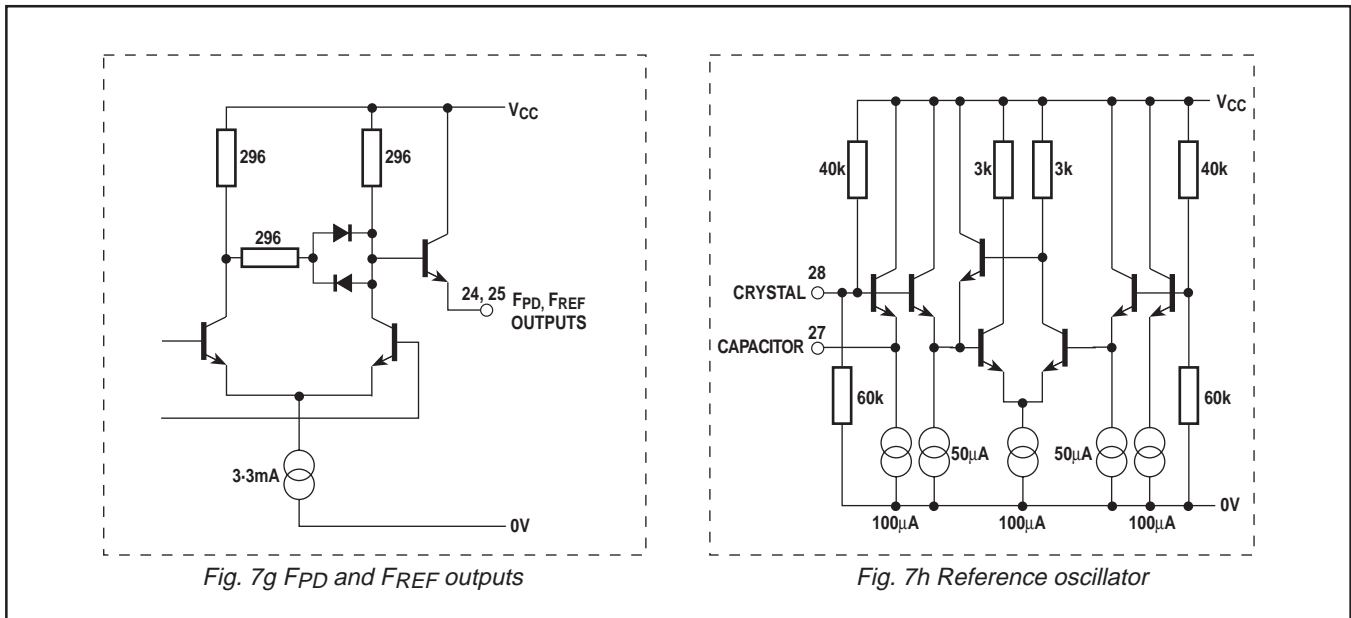 VCC
296
296
296
24, 25
FPD, FREF
OUTPUTS
3·3mA
0V
Fig. 7g FPD and FREF outputs
VCC
40k
3k
3k
40k
28
CRYSTAL
27
CAPACITOR
60k
60k
50µA
50µA
0V
100µA
100µA
100µA
Fig. 7h Reference oscillator